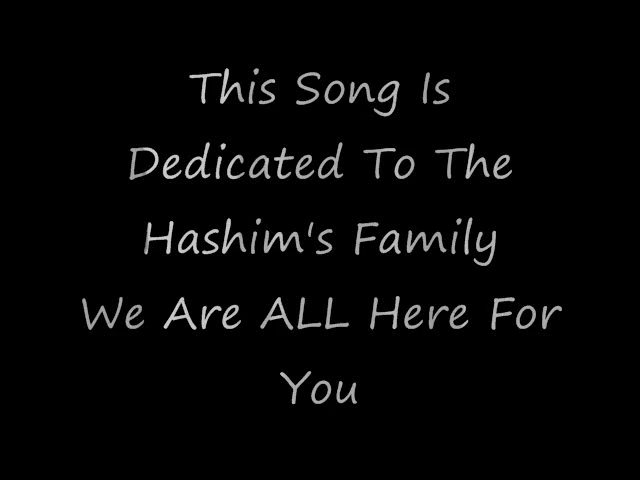 This Song Is
Dedicated To The
Hashim's Family
We Are ALL Here For
You